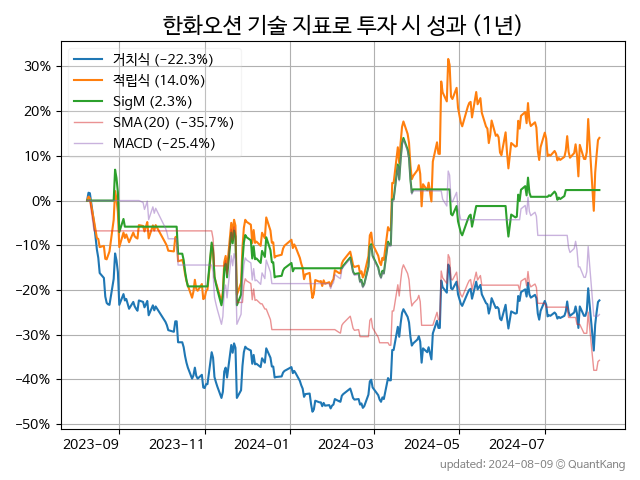 한화오션 기술 지표로 투자 시 성과 (1년)
거치식 (−22.3%)
적립식 (14.0%)
SigM (2.3%)
SMA(20) (−35.7%)
MACD (−25.4%)
30%
20%
10%
0%
−10%
−20%
−30%
−40%
−50%
2023-09 2023-11 2024-01 2024-03 2024-05 2024-07
updated: 2024-08-09 © QuantKang